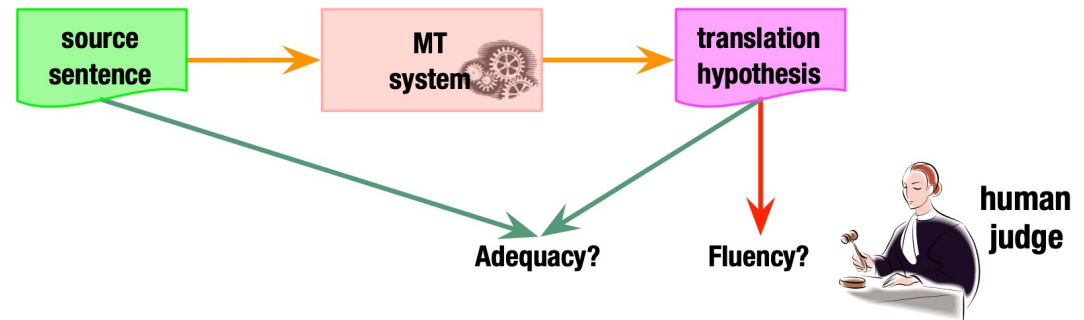 source
sentence
MT
system
translation
hypothesis
Adequacy?
Fluency?
human
judge